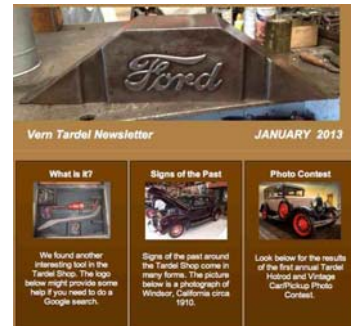 Ford
Vern Tardel Newsletter JANUARY 2013
What is it?
We found another
interesting tool in the
Tardel Shop. The logo
below might provide some
help if you need to do a
Google search.
Signs of the Past
Signs of the past around
the Tardel Shop come in
many forms. The picture
below is a photograph of
Windsor, California circa
1910.
Photo Contest
Look below for the results
of the first annual Tardel
Hotrod and Vintage
Car/Pickup Photo
Contest.